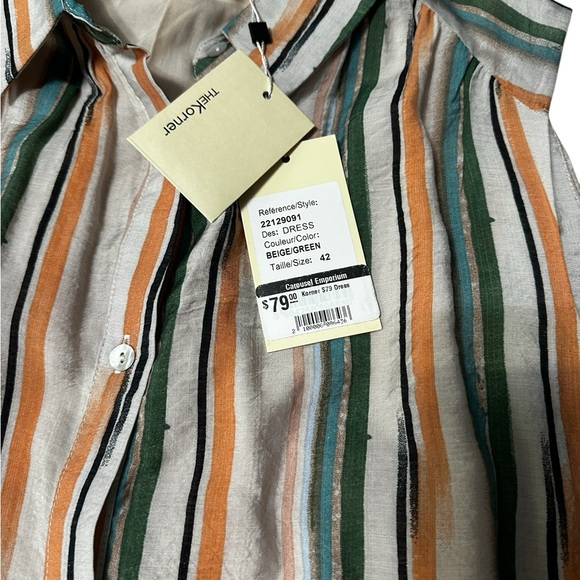 THEKorner
Référence/Style:
22129091
Des: DRESS
Couleur/Color:
BEIGE/GREEN
Taille/Size: 42
Carousel Emporium
$79.00 Korner $79 Dress